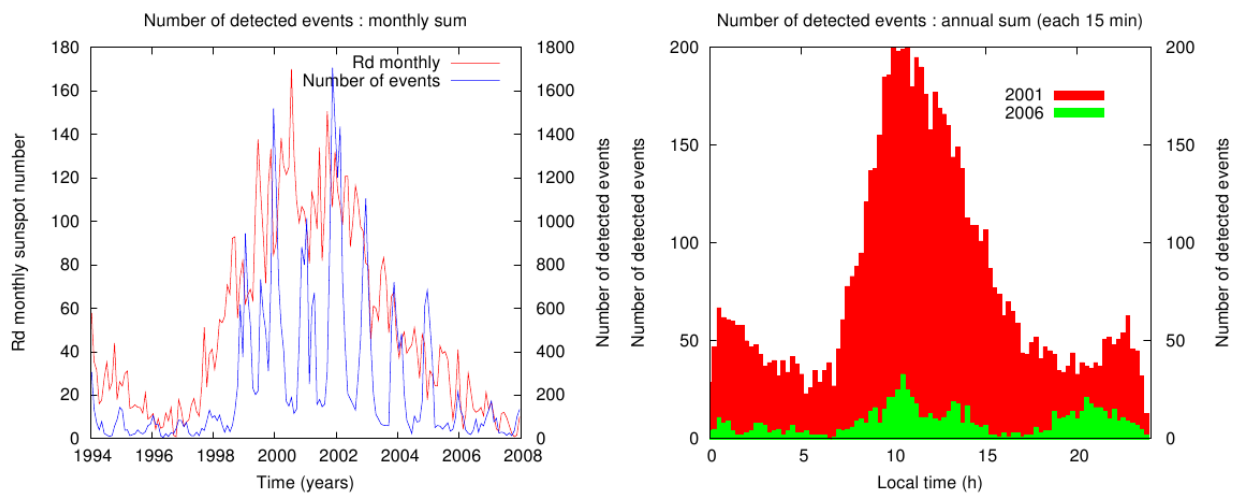 Number of detected events : monthly sum
180
160
140
120
100
80
60
40
20
0
Rd monthly sunspot number
1800
1600
1400
1200
1000
800
600
400
200
0
Number of detected events
Rd monthly
Number of events
1994 1996 1998 2000 2002 2004 2006 2008
Time (years)
Number of detected events : annual sum (each 15 min)
200
150
100
50
0
Number of detected events
200
150
100
50
0
Number of detected events
2001
2006
0 5 10 15 20
Local time (h)